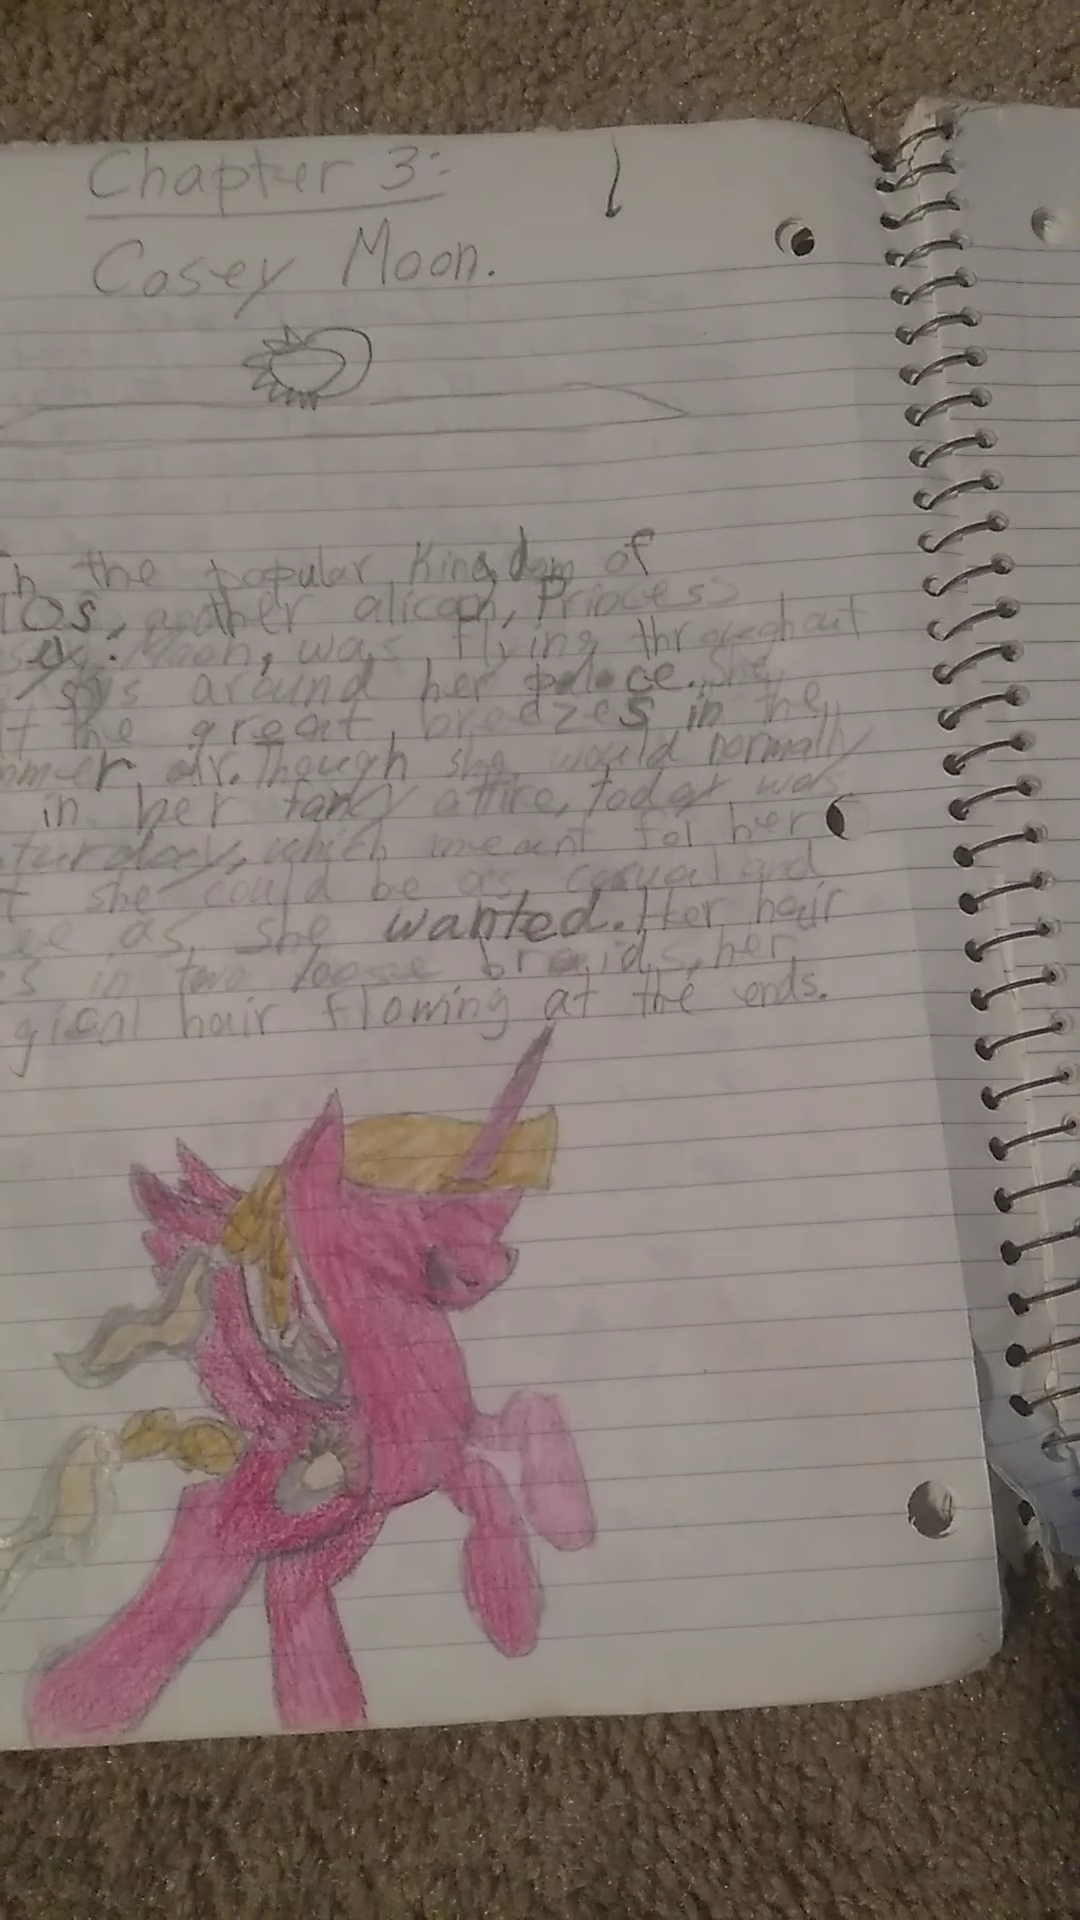 Chapter 3:
Casey Moon.
the popular Kingdom of
another alicorn, Princess
Moon, was flying throughout
around her palace. She
the great breezes in the
air. Though she would normally
in her fancy attire, today was
which meant for her
she could be as casual and
as she wanted. Her hair
in two loose braids, her
hair flowing at the ends.